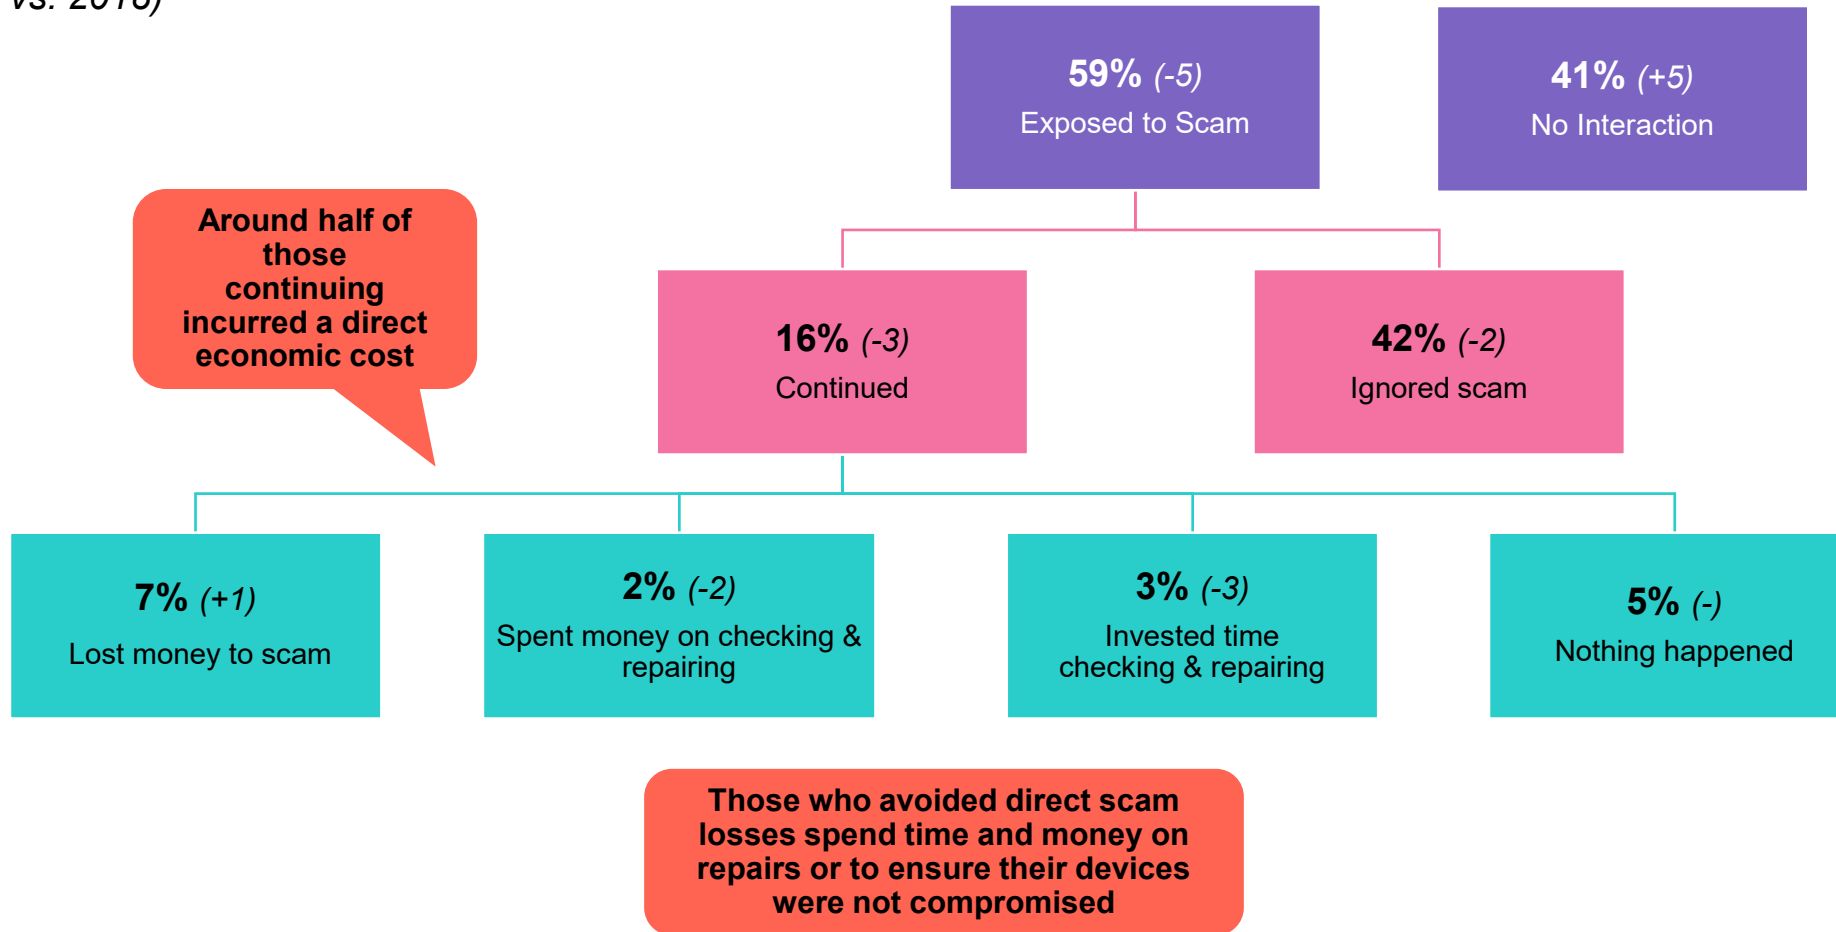 vs. 2018)
59% (-5)
Exposed to Scam
41% (+5)
No Interaction
Around half of
those
continuing
incurred a direct
economic cost
16% (-3)
Continued
42% (-2)
Ignored scam
7% (+1)
Lost money to scam
2% (-2)
Spent money on checking &
repairing
3% (-3)
Invested time
checking & repairing
5% (-)
Nothing happened
Those who avoided direct scam
losses spend time and money on
repairs or to ensure their devices
were not compromised